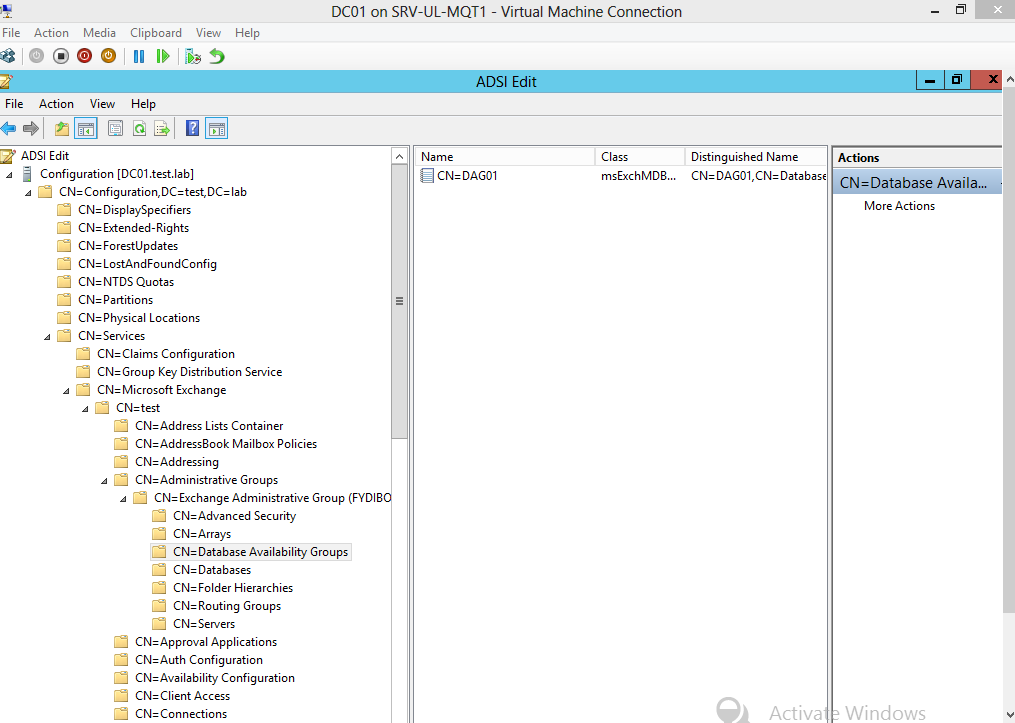 DC01 on SRV-UL-MQT1 - Virtual Machine Connection
File Action Media Clipboard View Help
ADSI Edit
File Action View Help
ADSI Edit
Configuration [DC01.test.lab]
CN=Configuration,DC=test,DC=lab
CN=DisplaySpecifiers
CN=Extended-Rights
CN=ForestUpdates
CN=LostAndFoundConfig
CN=NTDS Quotas
CN=Partitions
CN=Physical Locations
CN=Services
CN=Claims Configuration
CN=Group Key Distribution Service
CN=Microsoft Exchange
CN=test
CN=Address Lists Container
CN=AddressBook Mailbox Policies
CN=Addressing
CN=Administrative Groups
CN=Exchange Administrative Group (FYDIBO
CN=Advanced Security
CN=Arrays
CN=Database Availability Groups
CN=Databases
CN=Folder Hierarchies
CN=Routing Groups
CN=Servers
CN=Approval Applications
CN=Auth Configuration
CN=Availability Configuration
CN=Client Access
CN=Connections
Name Class Distinguished Name
CN=DAG01 msExchMDB... CN=DAG01,CN=Database
Actions
CN=Database Availa...
More Actions
Activate Windows